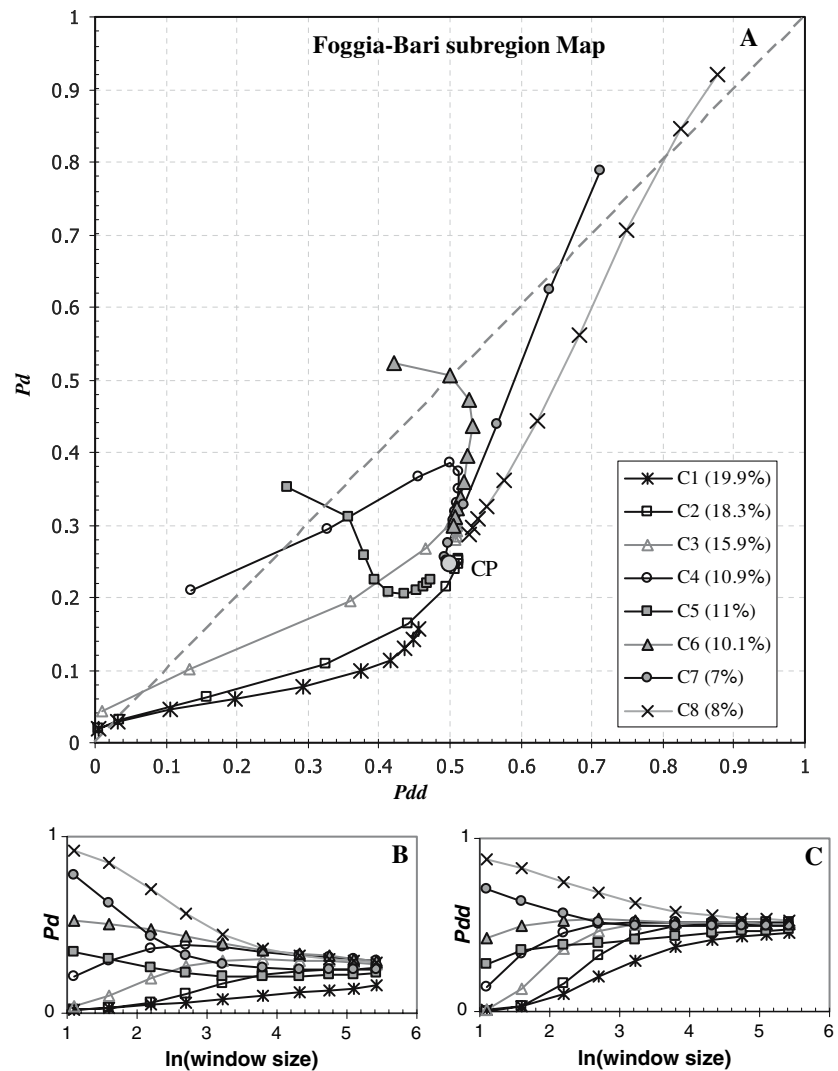 Foggia-Bari subregion Map
A
1
0.9
0.8
0.7
0.6
0.5
0.4
0.3
0.2
0.1
0
Pd
CP
C1 (19.9%)
C2 (18.3%)
C3 (15.9%)
C4 (10.9%)
C5 (11%)
C6 (10.1%)
C7 (7%)
C8 (8%)
0 0.1 0.2 0.3 0.4 0.5 0.6 0.7 0.8 0.9 1
Pdd
B
1
0
Pd
1 2 3 4 5 6
ln(window size)
C
1
0
Pdd
1 2 3 4 5 6
ln(window size)